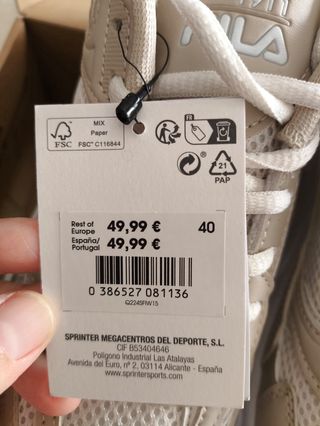 FILA
MIX
Paper
FSC
FSC™ C116844
FR
21
PAP
Rest of Europe 49,99 € 40
España/Portugal 49,99 €
0 386527 081136
SPRINTER MEGACENTROS DEL DEPORTE, S.L.
CIF B53404646
Polígono Industrial Las Atalayas
Avenida del Euro, nº 2, 03114 Alicante - España
www.sprintersports.com